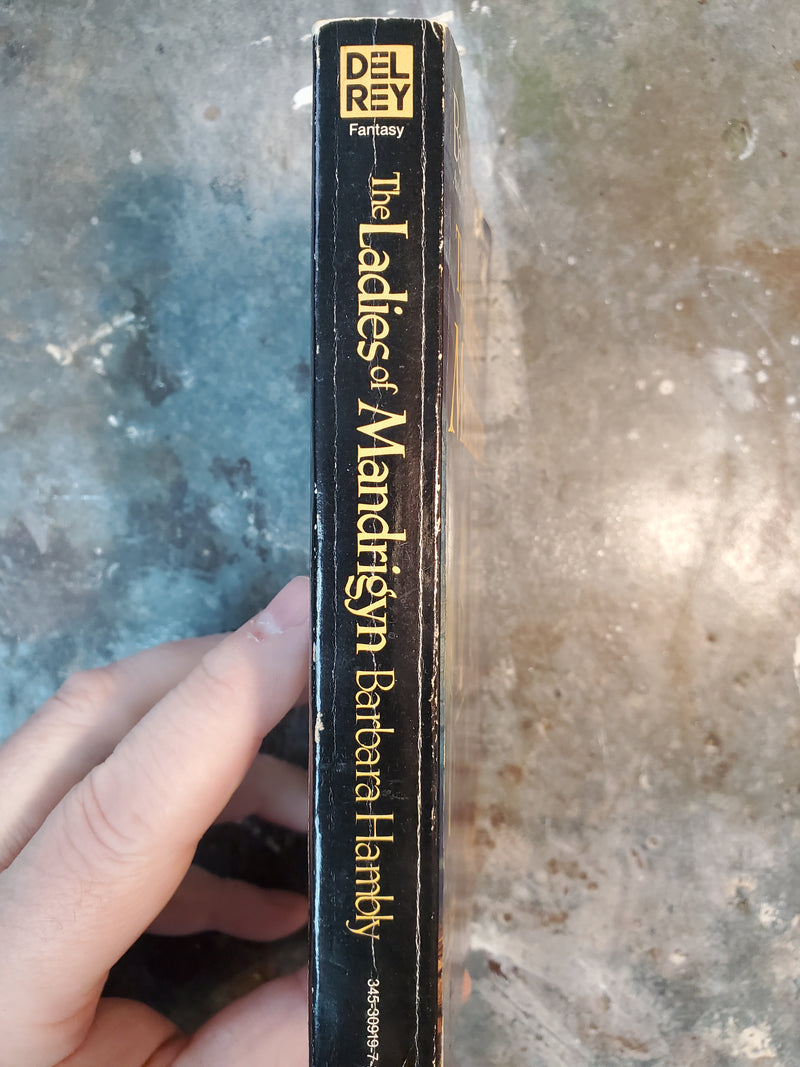 DEL
REY
Fantasy
The Ladies of Mandrigyn Barbara Hambly
345-30919-7